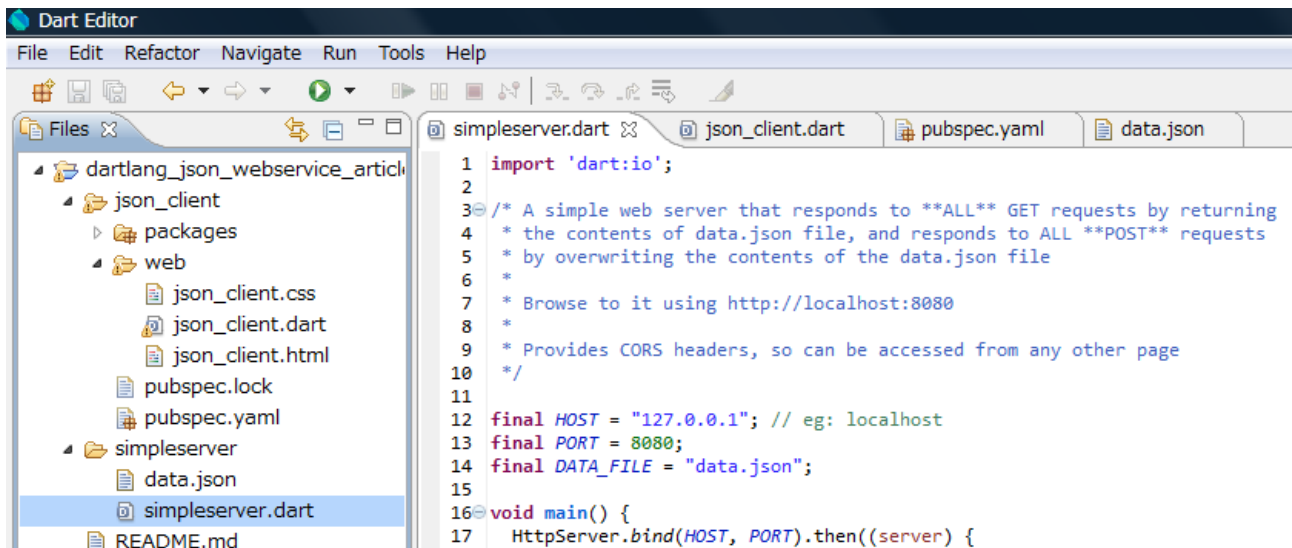 Dart Editor
File Edit Refactor Navigate Run Tools Help
Files
simpleserver.dart json_client.dart pubspec.yaml data.json
dartlang_json_webservice_articl
json_client
packages
web
json_client.css
json_client.dart
json_client.html
pubspec.lock
pubspec.yaml
simpleserver
data.json
simpleserver.dart
README.md
1 import 'dart:io';
2
3 /* A simple web server that responds to **ALL** GET requests by returning
4 * the contents of data.json file, and responds to ALL **POST** requests
5 * by overwriting the contents of the data.json file
6 *
7 * Browse to it using http://localhost:8080
8 *
9 * Provides CORS headers, so can be accessed from any other page
10 */
11
12 final HOST = "127.0.0.1"; // eg: localhost
13 final PORT = 8080;
14 final DATA_FILE = "data.json";
15
16 void main() {
17 HttpServer.bind(HOST, PORT).then((server) {